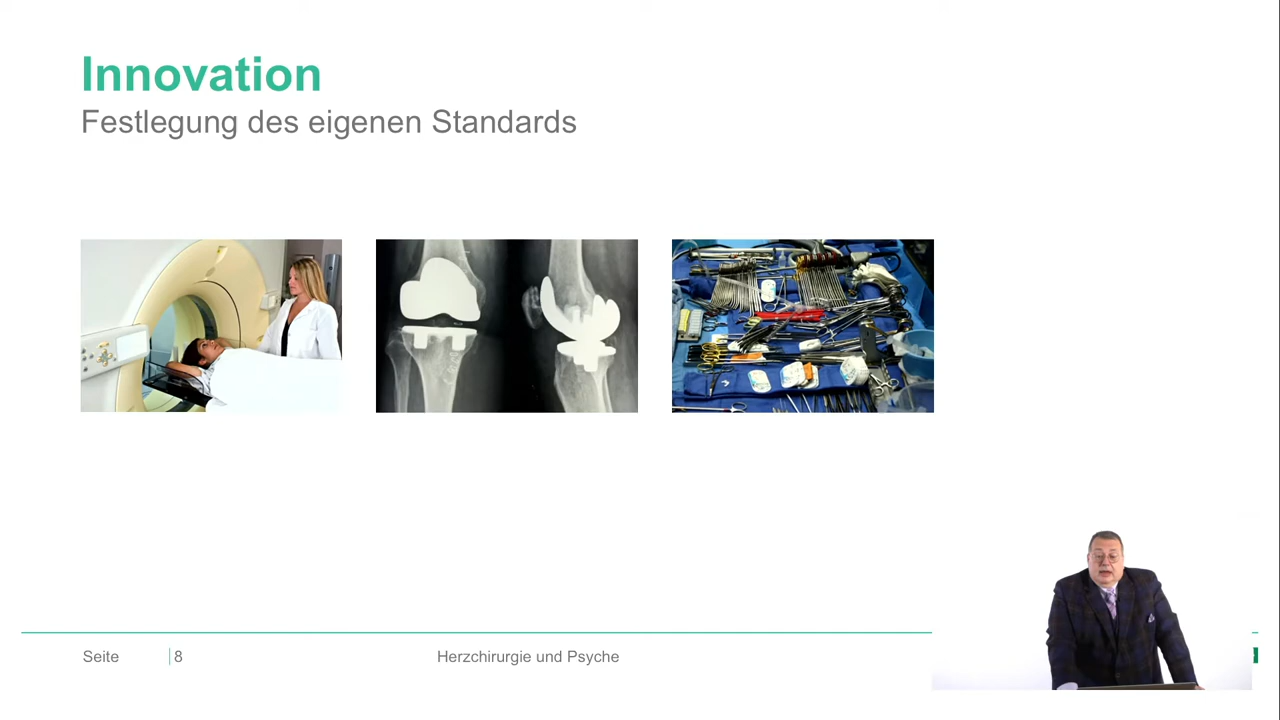 Innovation
Festlegung des eigenen Standards
Seite
8
Herzchirurgie und Psyche